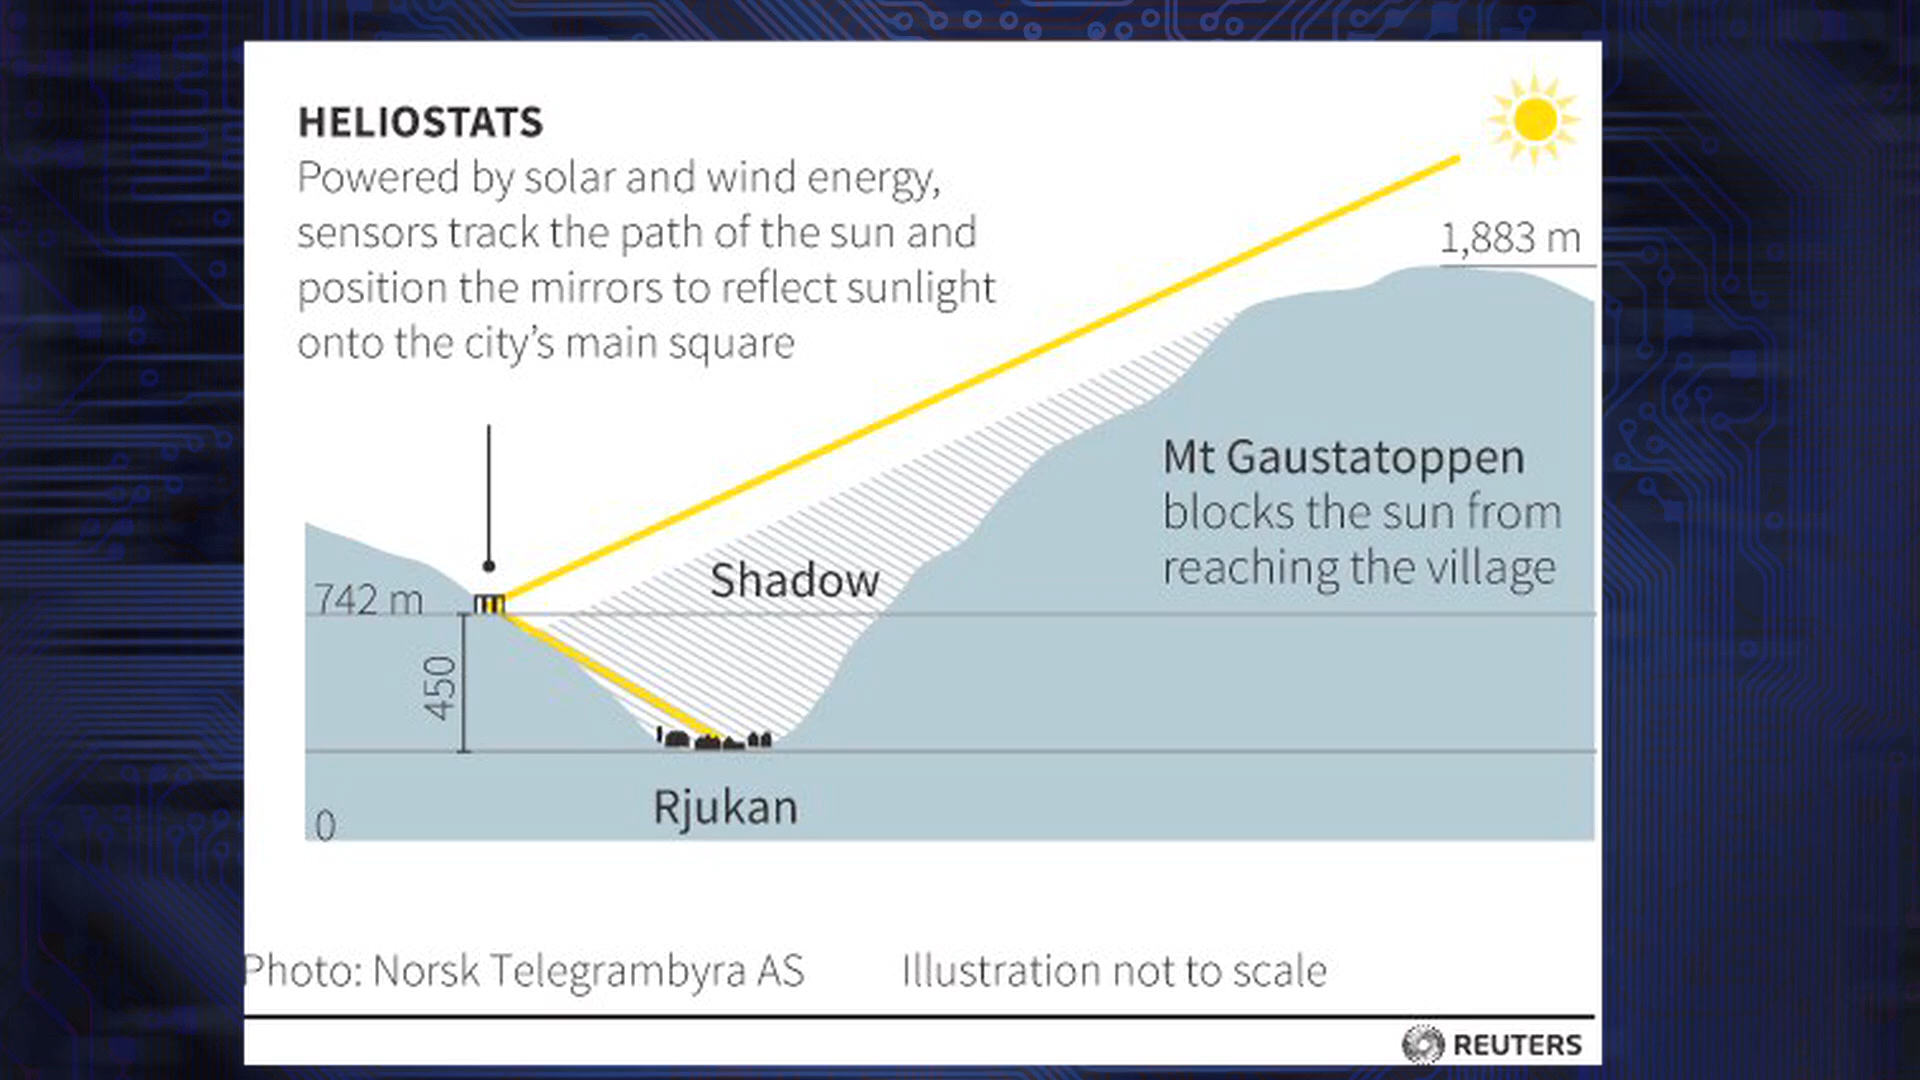 HELIOSTATS
Powered by solar and wind energy,
sensors track the path of the sun and
position the mirrors to reflect sunlight
onto the city's main square
1,883 m
Mt Gaustatoppen
blocks the sun from
reaching the village
Shadow
742 m
450
Rjukan
0
Photo: Norsk Telegrambyra AS
Illustration not to scale
REUTERS